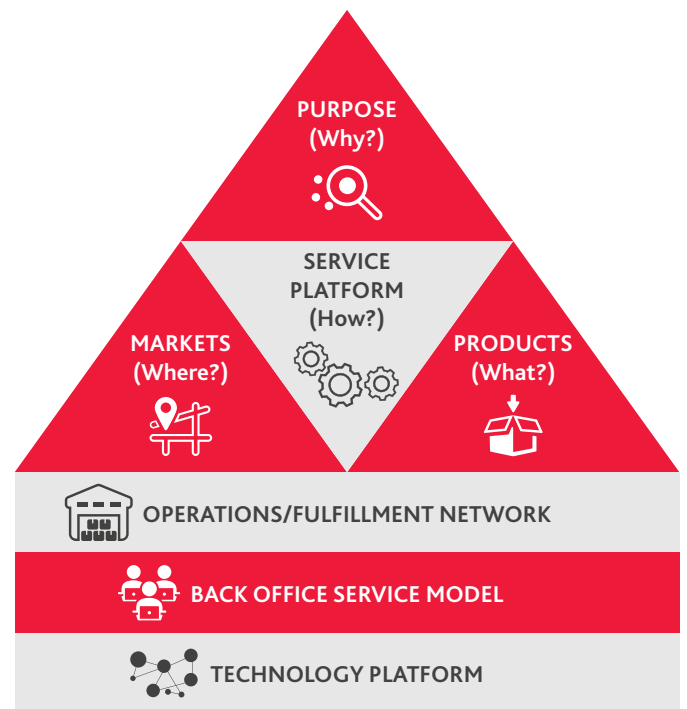 PURPOSE
(Why?)
SERVICE
PLATFORM
(How?)
MARKETS
(Where?)
PRODUCTS
(What?)
OPERATIONS/FULFILLMENT NETWORK
BACK OFFICE SERVICE MODEL
TECHNOLOGY PLATFORM